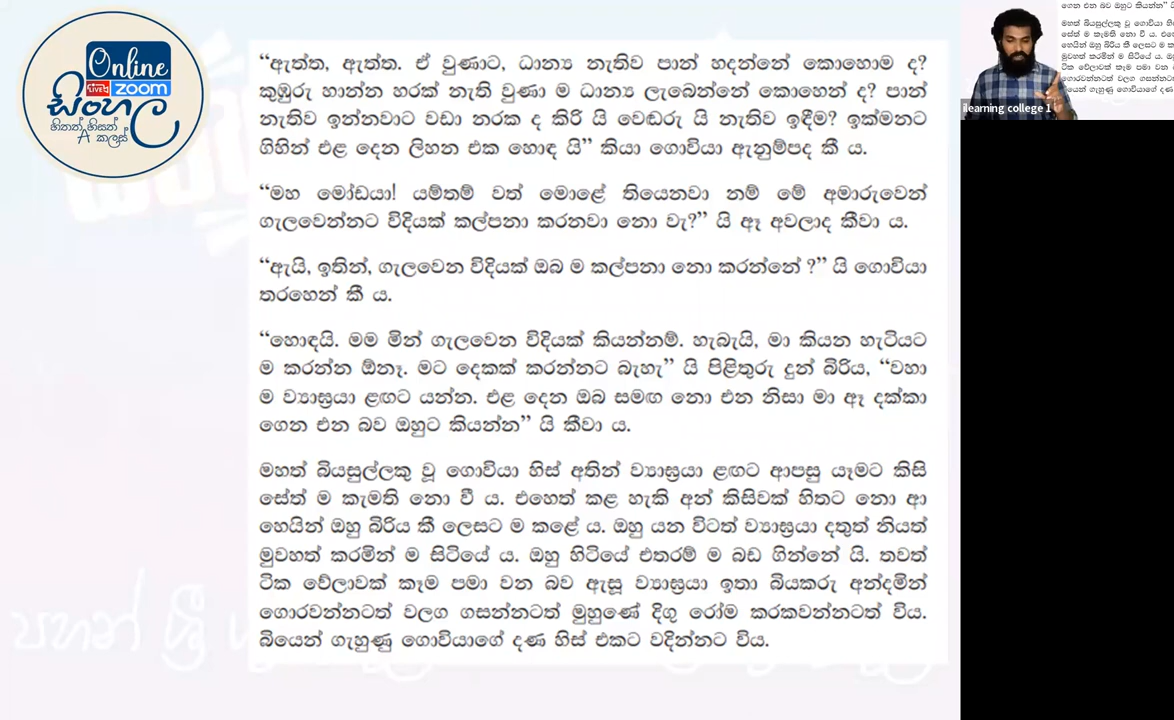 Online
LIVE
zoom
සිංහල
හිතත් හිසත්
A
කලාස්
“ඇත්ත, ඇත්ත. ඒ වුණාට, ධාන්‍ය නැතිව පාන් හදන්නේ කොහොම ද?
කුඹුරු හාන්න හරක් නැති වුණා ම ධාන්‍ය ලැබෙන්නේ කොහෙන් ද? පාන්
නැතිව ඉන්නවාට වඩා නරක ද කිරි යි වෙඬරු යි නැතිව ඉඳීම? ඉක්මනට
ගිහින් එළ දෙන ලිහන එක හොඳ යි” කියා ගොවියා ඇනුම්පද කී ය.
“මහ මෝඩයා! යම්තම් වත් මොළේ තියෙනවා නම් මේ අමාරුවෙන්
ගැලවෙන්නට විදියක් කල්පනා කරනවා නො වැ?” යි ඈ අවලාද කීවා ය.
“ඇයි, ඉතින්, ගැලවෙන විදියක් ඔබ ම කල්පනා නො කරන්නේ ?” යි ගොවියා
තරහෙන් කී ය.
“හොඳයි. මම මින් ගැලවෙන විදියක් කියන්නම්. හැබැයි, මා කියන හැටියට
ම කරන්න ඕනෑ. මට දෙකක් කරන්නට බැහැ” යි පිළිතුරු දුන් බිරිය, “වහා
ම ව්‍යාඝ්‍රයා ළඟට යන්න. එළ දෙන ඔබ සමඟ නො එන නිසා මා ඈ දක්කා
ගෙන එන බව ඔහුට කියන්න” යි කීවා ය.
මහත් බියසුල්ලකු වූ ගොවියා හිස් අතින් ව්‍යාඝ්‍රයා ළඟට ආපසු යෑමට කිසි
සේත් ම කැමති නො වී ය. එහෙත් කළ හැකි අන් කිසිවක් හිතට නො ආ
හෙයින් ඔහු බිරිය කී ලෙසට ම කළේ ය. ඔහු යන විටත් ව්‍යාඝ්‍රයා දතුත් නියත්
මුවහත් කරමින් ම සිටියේ ය. ඔහු හිටියේ එතරම් ම බඩ ගින්නේ යි. තවත්
ටික වේලාවක් කෑම පමා වන බව ඇසූ ව්‍යාඝ්‍රයා ඉතා බියකරු අන්දමින්
ගොරවන්නටත් වලග ගසන්නටත් මුහුණේ දිගු රෝම කරකවන්නටත් විය.
බියෙන් ගැහුණු ගොවියාගේ දණ හිස් එකට වදින්නට විය.
පහන් ශ්‍රී
ilearning college 1